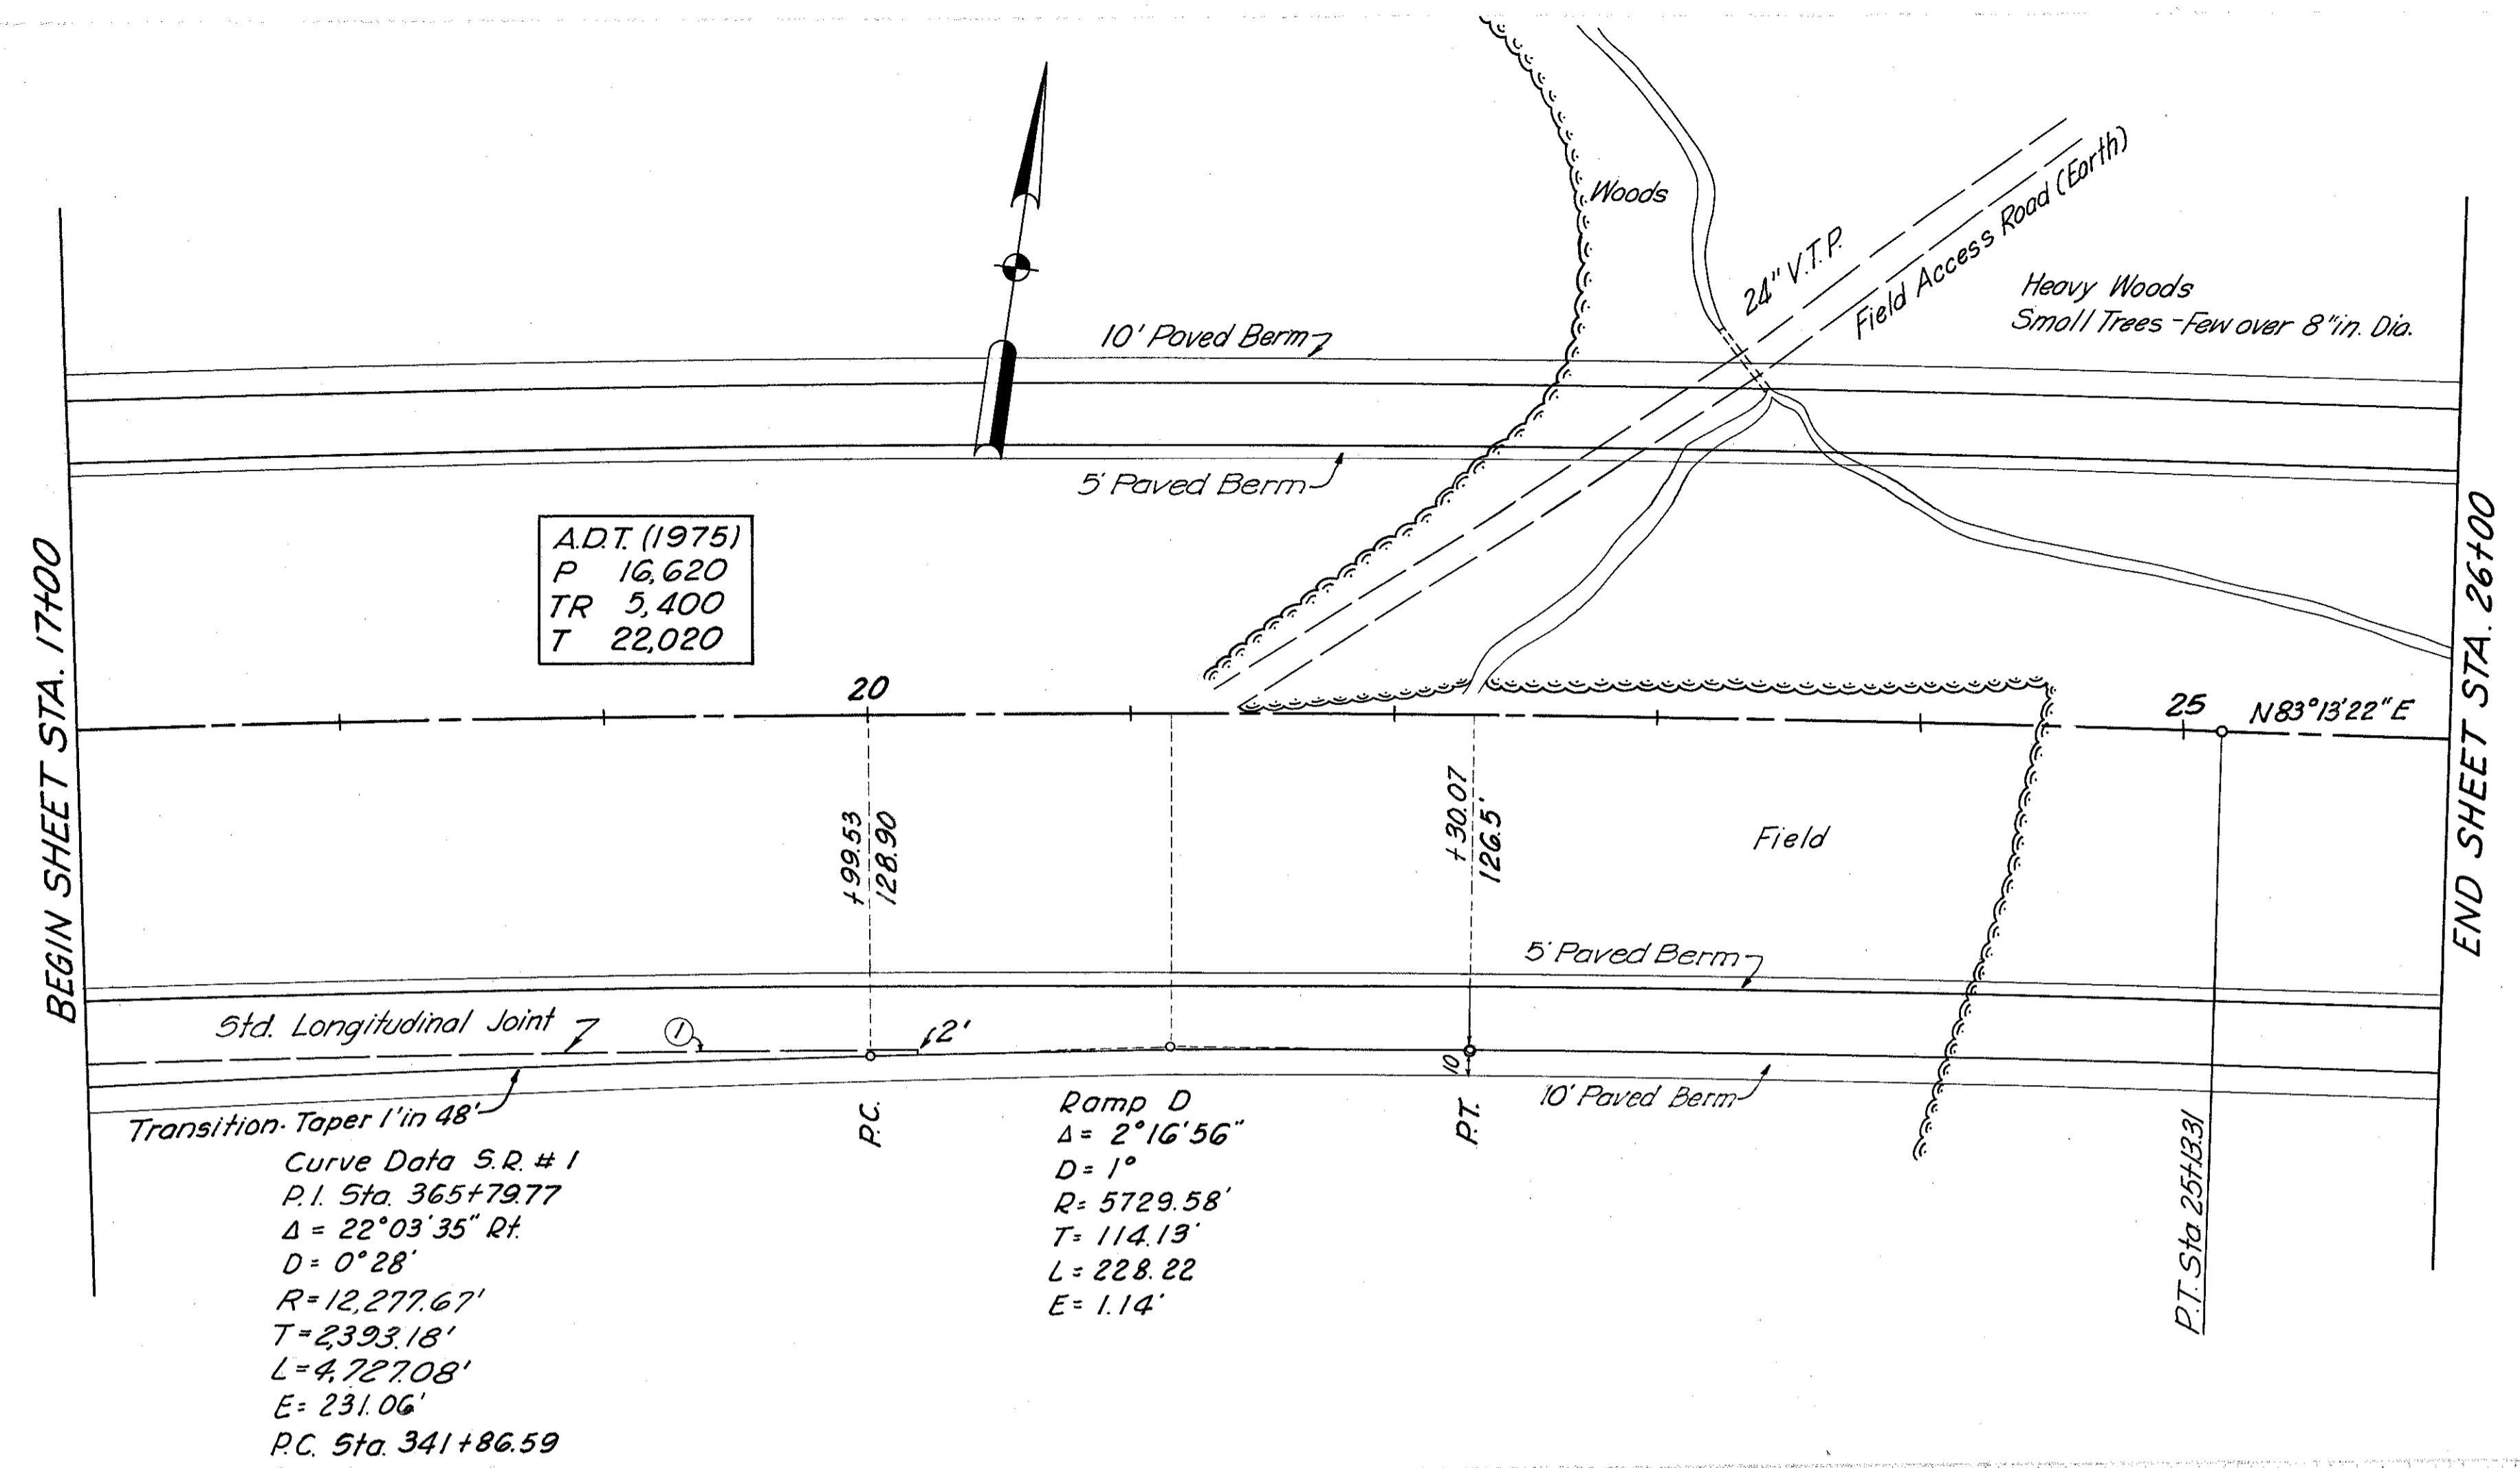 Woods
24" V.T.P.
Field Access Road (Earth)
Heavy Woods
Small Trees - Few over 8" in. Dia.
10' Paved Berm
5' Paved Berm
BEGIN SHEET STA. 17+00
A.D.T. (1975)
P 16,620
TR 5,400
T 22,020
END SHEET STA. 26+00
20
25
N 83°13'22" E
+99.53
128.90
+30.07
126.5'
Field
5' Paved Berm
Std. Longitudinal Joint
1
2'
10
10' Paved Berm
Transition - Taper 1' in 48'
P.C.
P.T.
P.T. Sta 25+13.31
Ramp D
Δ = 2°16'56"
D = 1°
R = 5729.58'
T = 114.13'
L = 228.22
E = 1.14'
Curve Data S.R. # 1
P.I. Sta. 365+79.77
Δ = 22°03'35" Rt.
D = 0°28'
R = 12,277.67'
T = 2,393.18'
L = 4,727.08'
E = 231.06'
P.C. Sta. 341+86.59